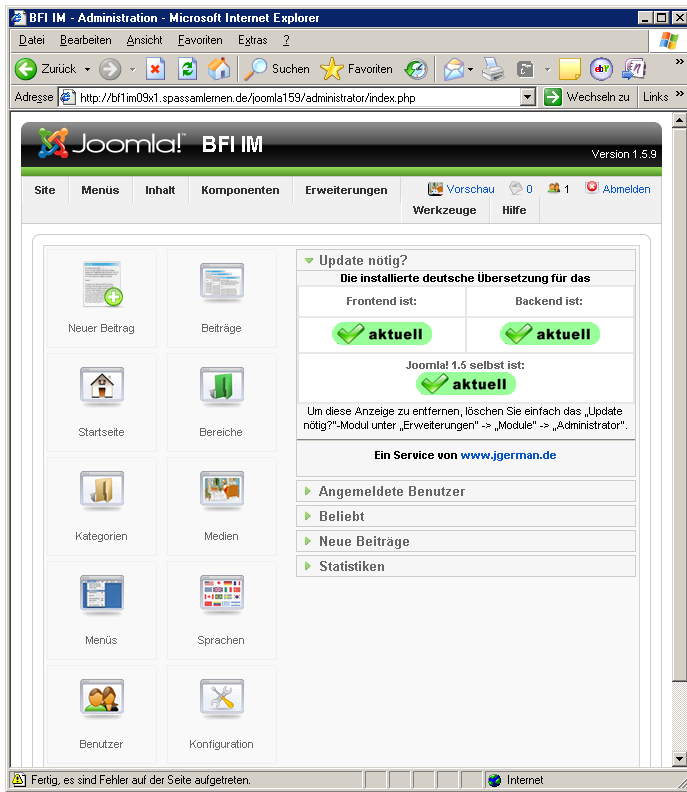 BFI IM - Administration - Microsoft Internet Explorer
Datei Bearbeiten Ansicht Favoriten Extras ?
Zurück Suchen Favoriten
Adresse http://bf1im09x1.spassamlernen.de/joomla159/administrator/index.php Wechseln zu Links
Joomla!™ BFI IM
Version 1.5.9
Site Menüs Inhalt Komponenten Erweiterungen Vorschau 0 1 Abmelden
Werkzeuge Hilfe
Neuer Beitrag Beiträge
Startseite Bereiche
Kategorien Medien
Menüs Sprachen
Benutzer Konfiguration
Update nötig?
Die installierte deutsche Übersetzung für das
Frontend ist: Backend ist:
aktuell aktuell
Joomla! 1.5 selbst ist:
aktuell
Um diese Anzeige zu entfernen, löschen Sie einfach das „Update
nötig?"-Modul unter „Erweiterungen" -> „Module" -> „Administrator".
Ein Service von www.jgerman.de
Angemeldete Benutzer
Beliebt
Neue Beiträge
Statistiken
Fertig, es sind Fehler auf der Seite aufgetreten. Internet